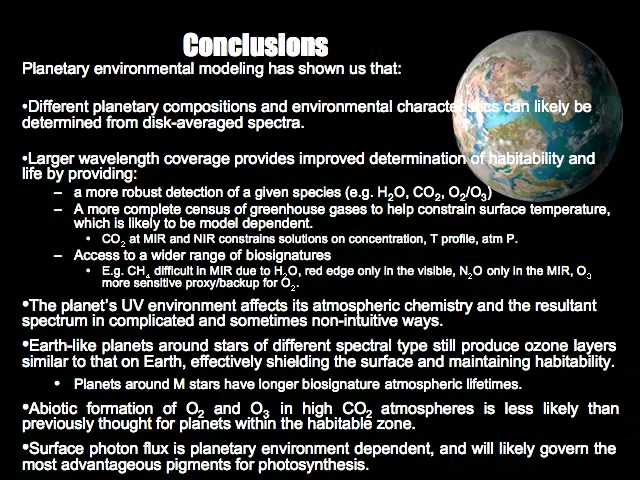 Conclusions
Planetary environmental modeling has shown us that:
•Different planetary compositions and environmental characteristics can likely be
determined from disk-averaged spectra.
•Larger wavelength coverage provides improved determination of habitability and
life by providing:
– a more robust detection of a given species (e.g. H2O, CO2, O2/O3)
– A more complete census of greenhouse gases to help constrain surface temperature,
which is likely to be model dependent.
• CO2 at MIR and NIR constrains solutions on concentration, T profile, atm P.
– Access to a wider range of biosignatures
• E.g. CH4 difficult in MIR due to H2O, red edge only in the visible, N2O only in the MIR, O3
more sensitive proxy/backup for O2.
•The planet's UV environment affects its atmospheric chemistry and the resultant
spectrum in complicated and sometimes non-intuitive ways.
•Earth-like planets around stars of different spectral type still produce ozone layers
similar to that on Earth, effectively shielding the surface and maintaining habitability.
• Planets around M stars have longer biosignature atmospheric lifetimes.
•Abiotic formation of O2 and O3 in high CO2 atmospheres is less likely than
previously thought for planets within the habitable zone.
•Surface photon flux is planetary environment dependent, and will likely govern the
most advantageous pigments for photosynthesis.